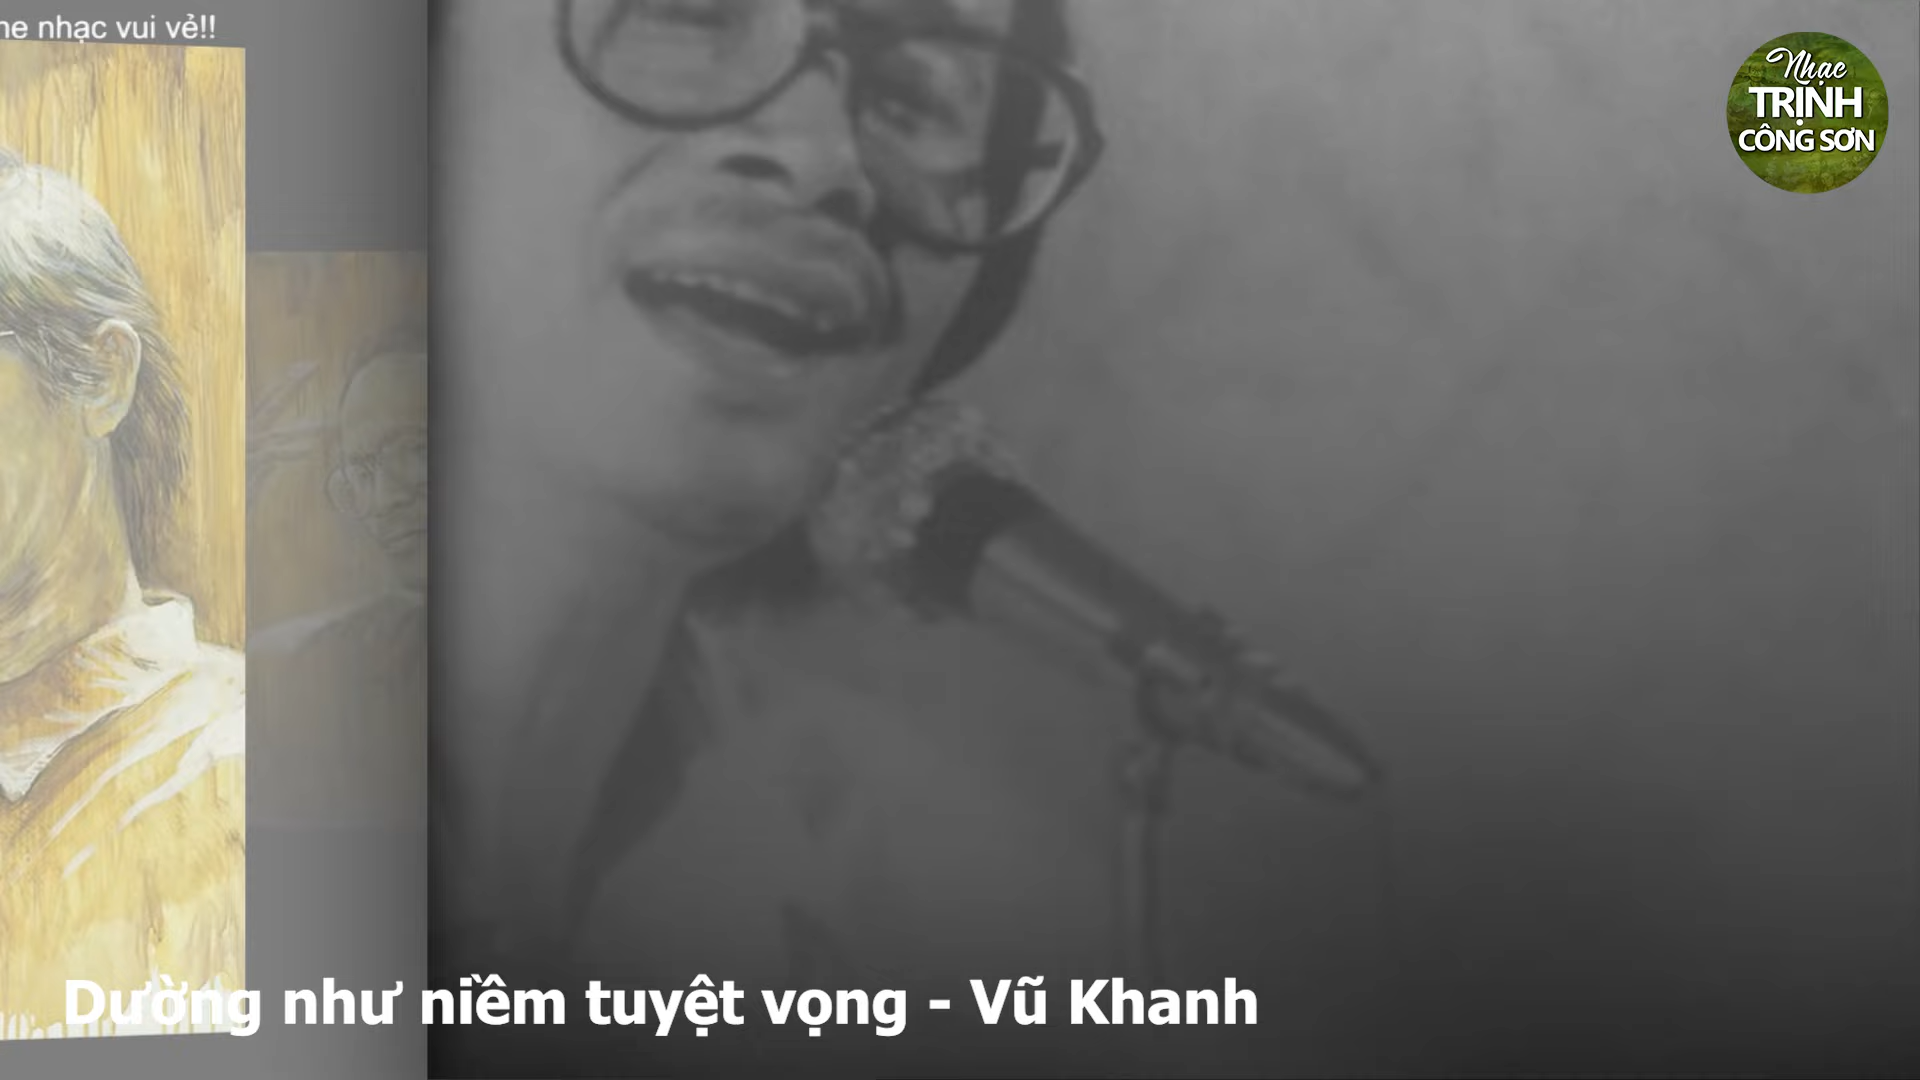 nhạc vui vẻ!!
Nhạc
TRỊNH
CÔNG SƠN
Dường như niềm tuyệt vọng - Vũ Khanh